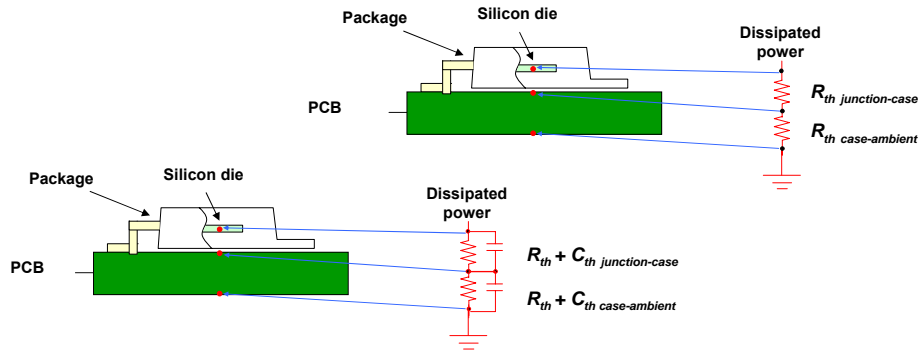 Silicon die
Package
Dissipated
power
R th junction-case
PCB
R th case-ambient
Silicon die
Package
Dissipated
power
R th + C th junction-case
PCB
R th + C th case-ambient